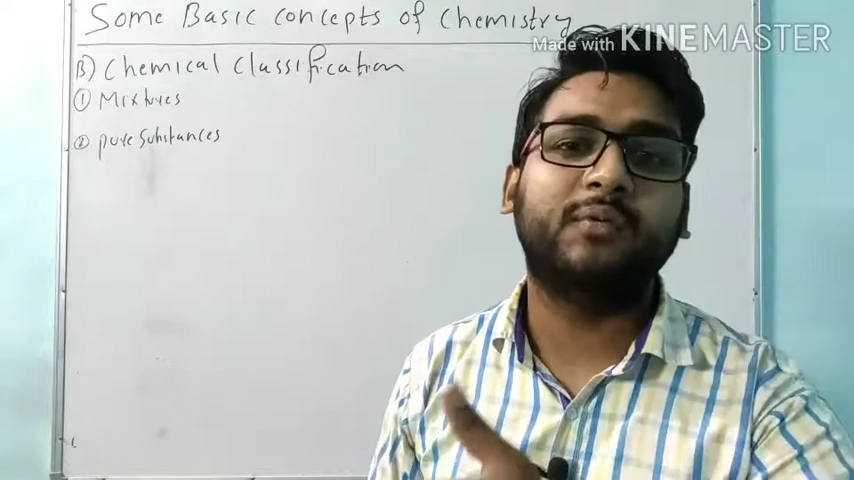 Some Basic concepts of chemistry
Made with KINEMASTER
B) Chemical classification
① Mixtures
② pure substances